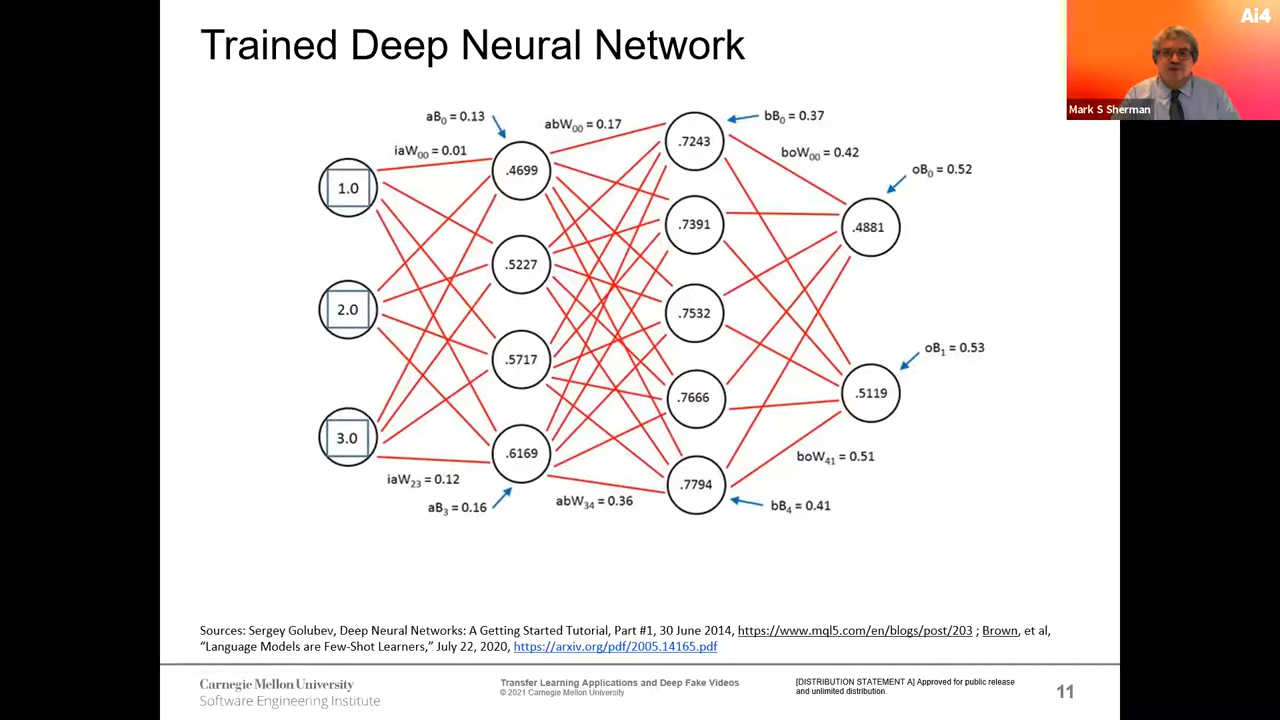 Ai4
Trained Deep Neural Network
Mark S Sherman
aB₀ = 0.13
abW₀₀ = 0.17
bB₀ = 0.37
iaW₀₀ = 0.01
boW₀₀ = 0.42
oB₀ = 0.52
1.0
.4699
.7243
.7391
.4881
.5227
2.0
.7532
oB₁ = 0.53
.5717
.7666
.5119
3.0
.6169
.7794
boW₄₁ = 0.51
iaW₂₃ = 0.12
aB₃ = 0.16
abW₃₄ = 0.36
bB₄ = 0.41
Sources: Sergey Golubev, Deep Neural Networks: A Getting Started Tutorial, Part #1, 30 June 2014, https://www.mql5.com/en/blogs/post/203 ; Brown, et al,
“Language Models are Few-Shot Learners,” July 22, 2020, https://arxiv.org/pdf/2005.14165.pdf
Carnegie Mellon University
Software Engineering Institute
Transfer Learning Applications and Deep Fake Videos
© 2021 Carnegie Mellon University
[DISTRIBUTION STATEMENT A] Approved for public release
and unlimited distribution.
11